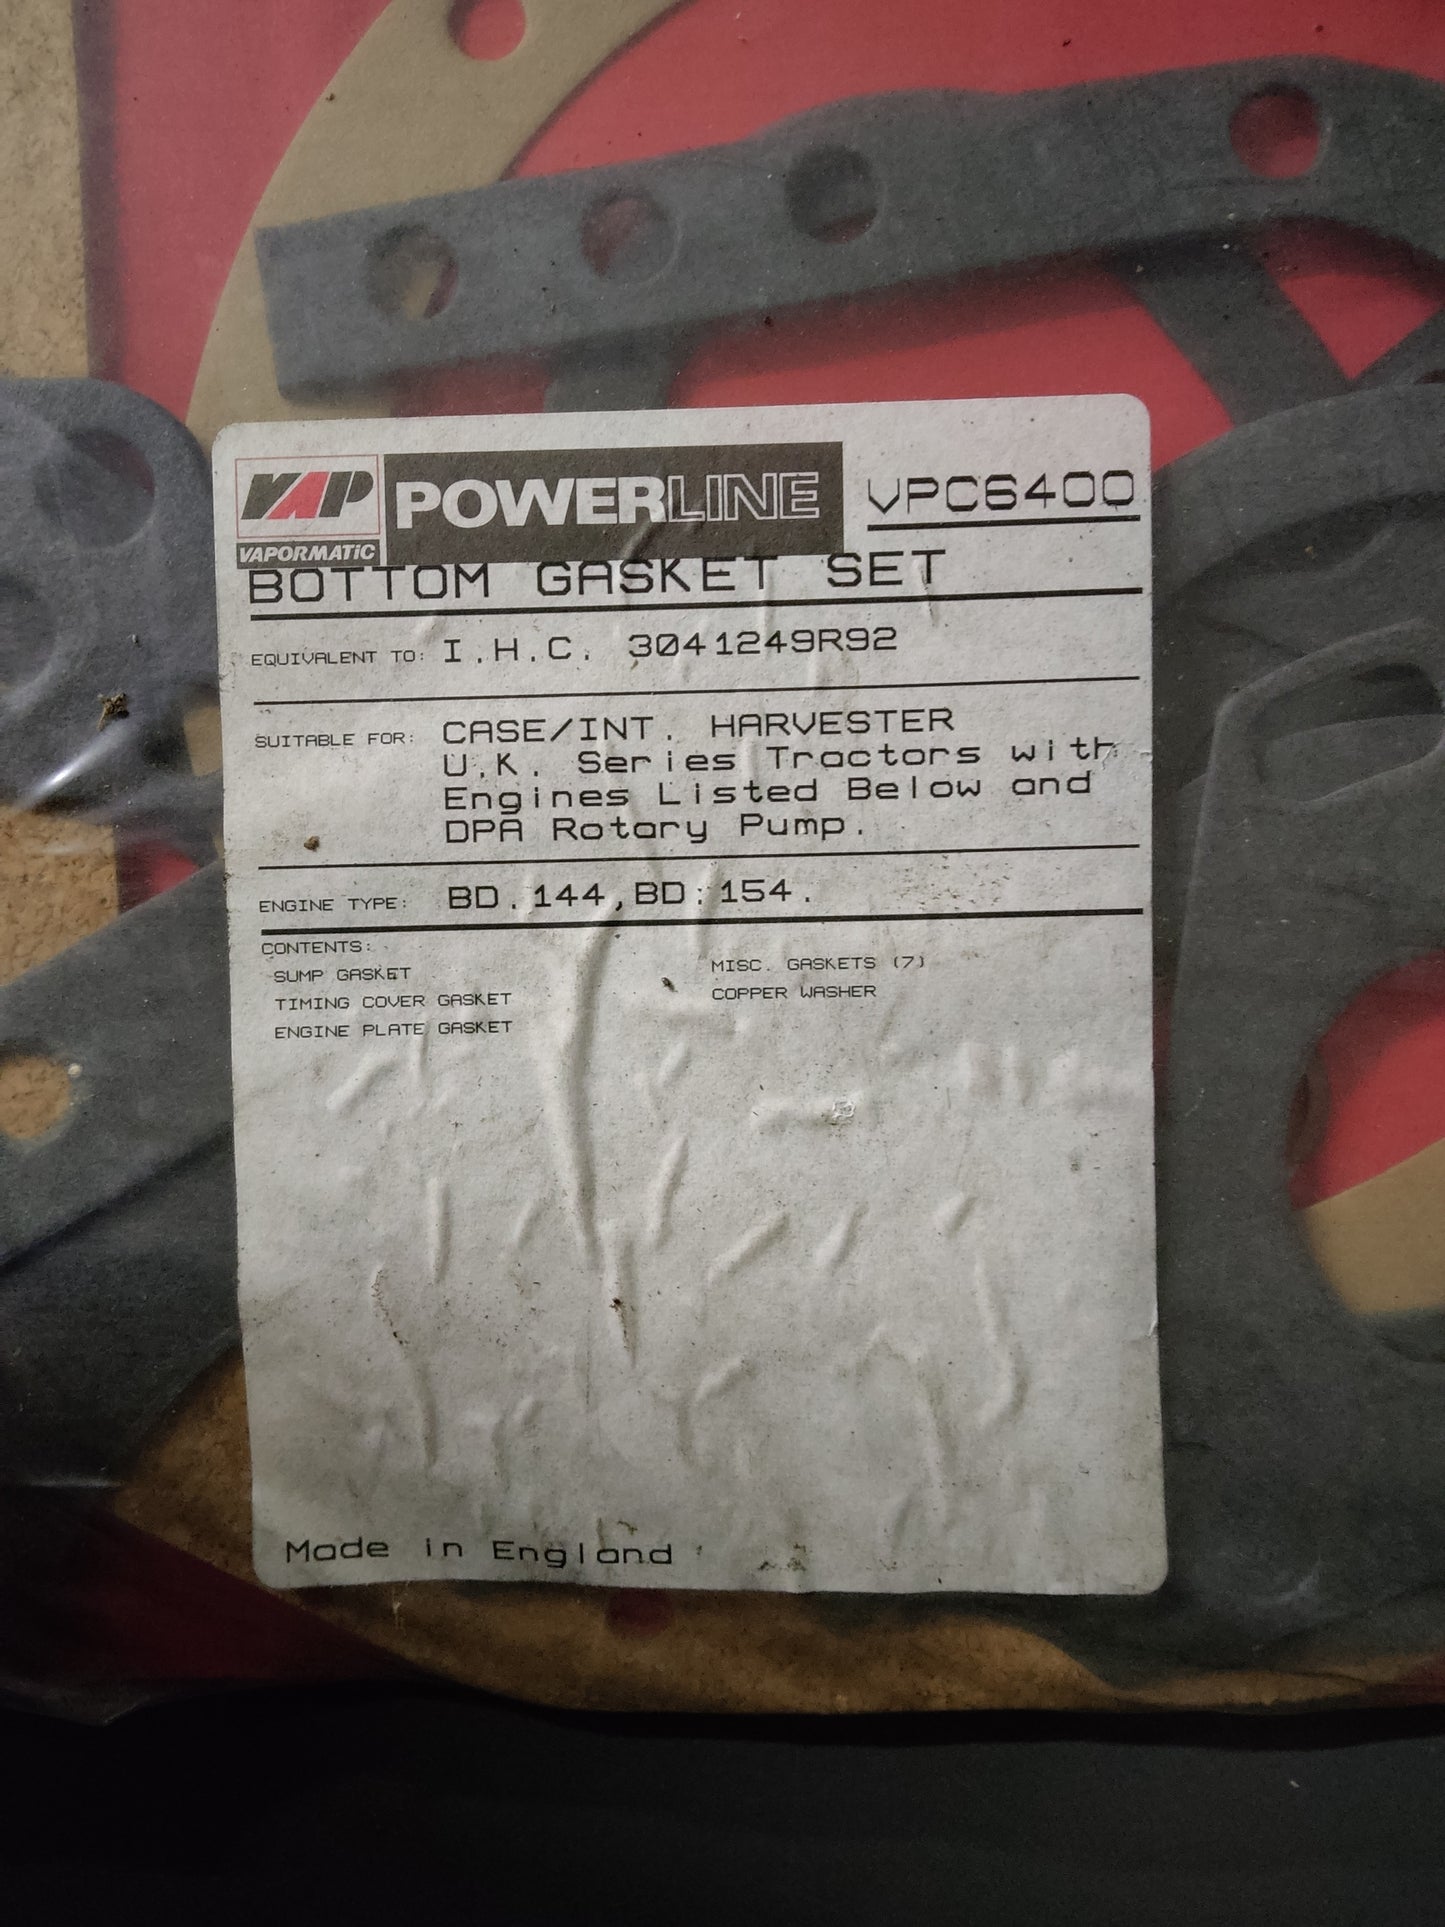 VAP POWERLINE VPC6400
VAPORMATIC
BOTTOM GASKET SET
EQUIVALENT TO: I.H.C. 3041249R92
SUITABLE FOR: CASE/INT. HARVESTER
U.K. Series Tractors with
Engines Listed Below and
DPA Rotary Pump.
ENGINE TYPE: BD.144,BD.154.
CONTENTS:
SUMP GASKET
TIMING COVER GASKET
ENGINE PLATE GASKET
MISC. GASKETS (7)
COPPER WASHER
Made in England